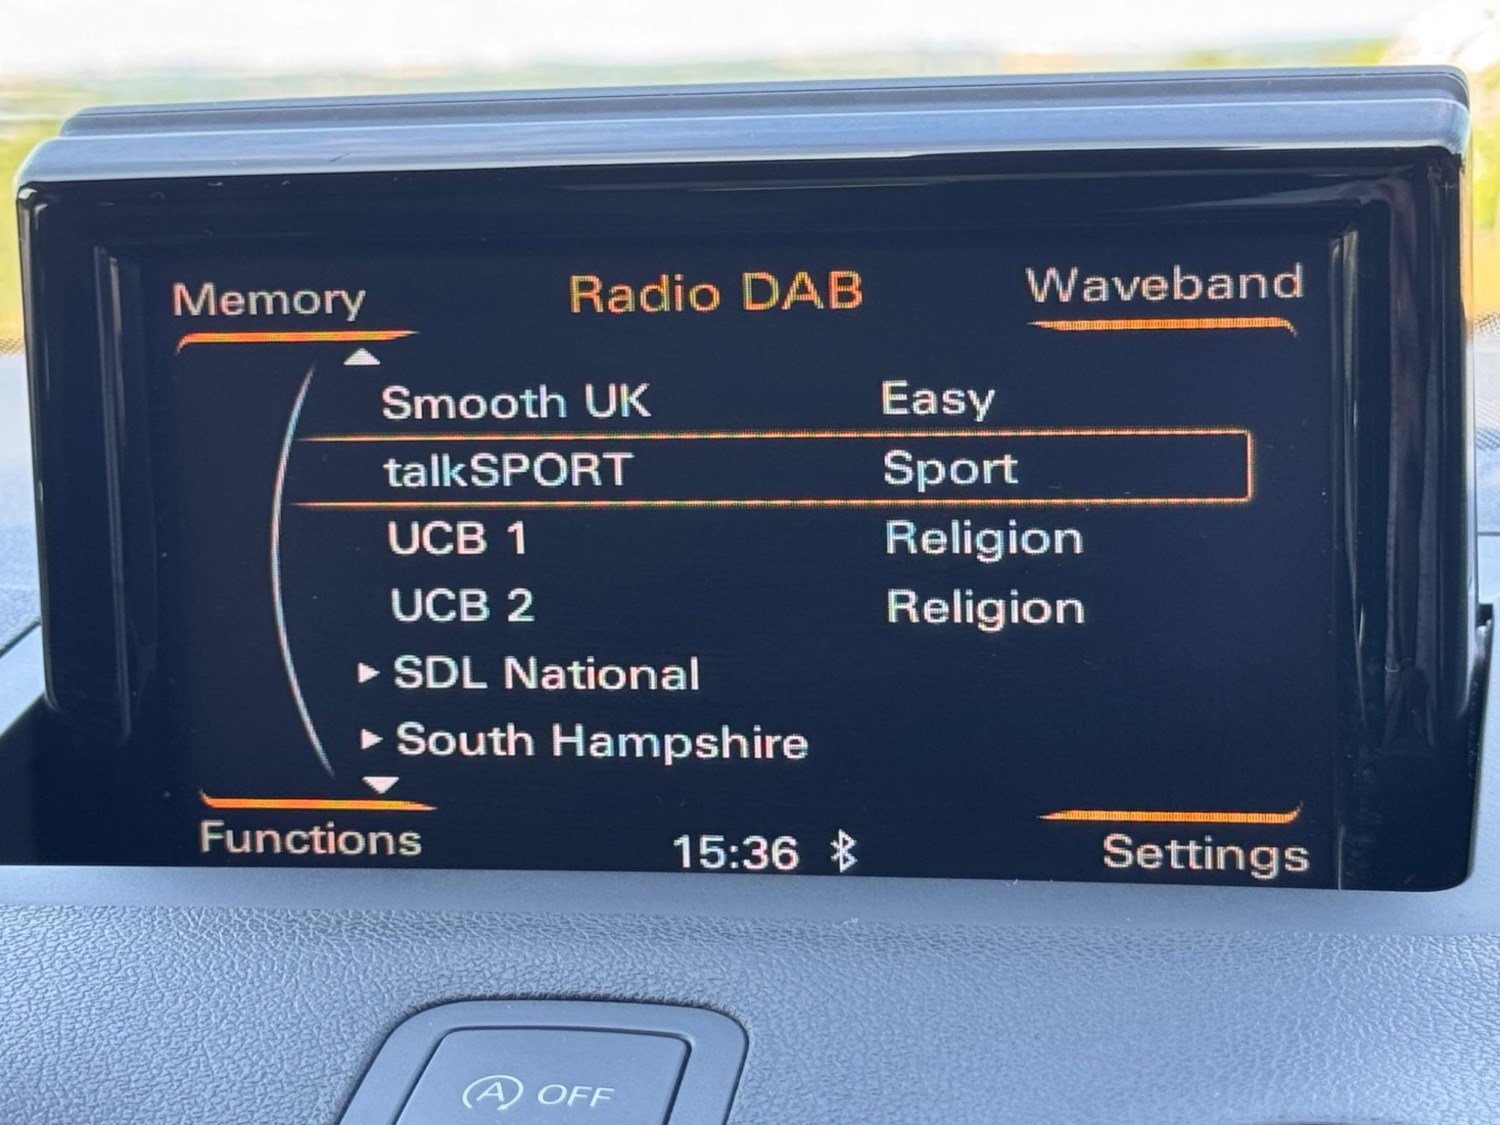 Memory Radio DAB Waveband
Smooth UK Easy
talkSPORT Sport
UCB 1 Religion
UCB 2 Religion
SDL National
South Hampshire
Functions 15:36 Settings
A OFF